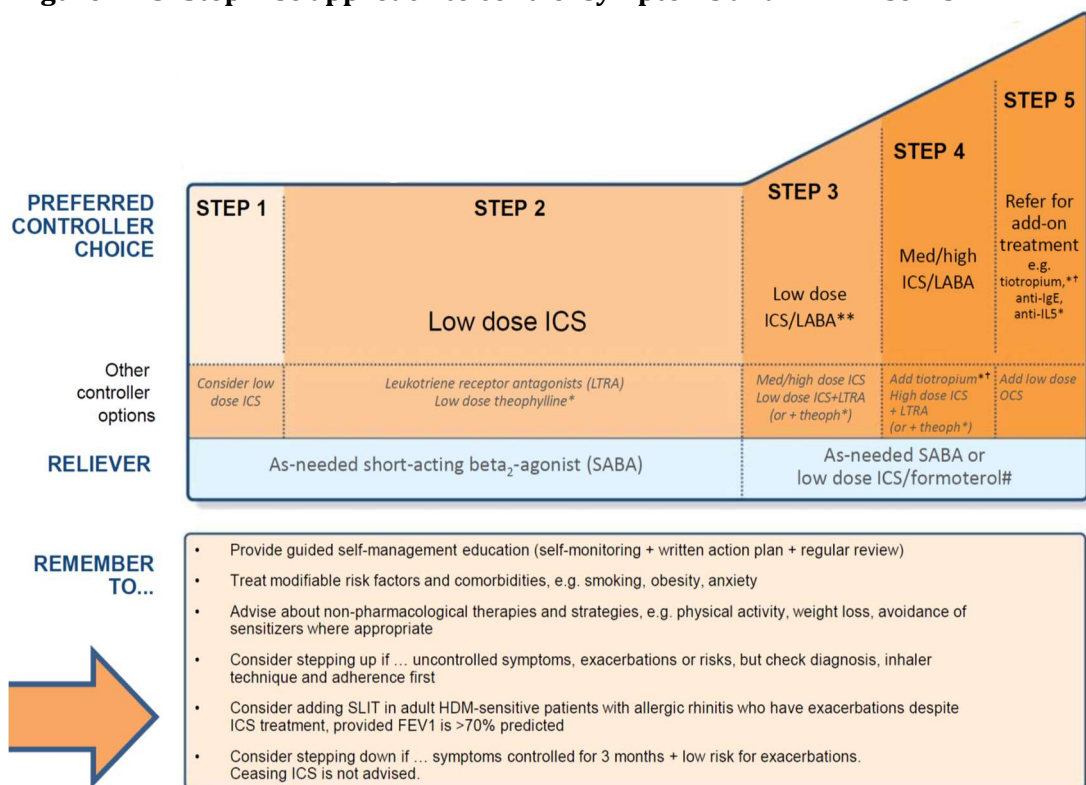 STEP 5
STEP 4
STEP 3
PREFERRED
CONTROLLER
CHOICE
STEP 1
STEP 2
Refer for
add-on
treatment
e.g.
tiotropium,*†
anti-IgE,
anti-IL5*
Med/high
ICS/LABA
Low dose
ICS/LABA**
Low dose ICS
Other
controller
options
Consider low
dose ICS
Leukotriene receptor antagonists (LTRA)
Low dose theophylline*
Med/high dose ICS
Low dose ICS+LTRA
(or + theoph*)
Add tiotropium*†
High dose ICS
+ LTRA
(or + theoph*)
Add low dose
OCS
RELIEVER
As-needed short-acting beta₂-agonist (SABA)
As-needed SABA or
low dose ICS/formoterol#
REMEMBER
TO...
• Provide guided self-management education (self-monitoring + written action plan + regular review)
• Treat modifiable risk factors and comorbidities, e.g. smoking, obesity, anxiety
• Advise about non-pharmacological therapies and strategies, e.g. physical activity, weight loss, avoidance of
sensitizers where appropriate
• Consider stepping up if … uncontrolled symptoms, exacerbations or risks, but check diagnosis, inhaler
technique and adherence first
• Consider adding SLIT in adult HDM-sensitive patients with allergic rhinitis who have exacerbations despite
ICS treatment, provided FEV1 is >70% predicted
• Consider stepping down if … symptoms controlled for 3 months + low risk for exacerbations.
Ceasing ICS is not advised.